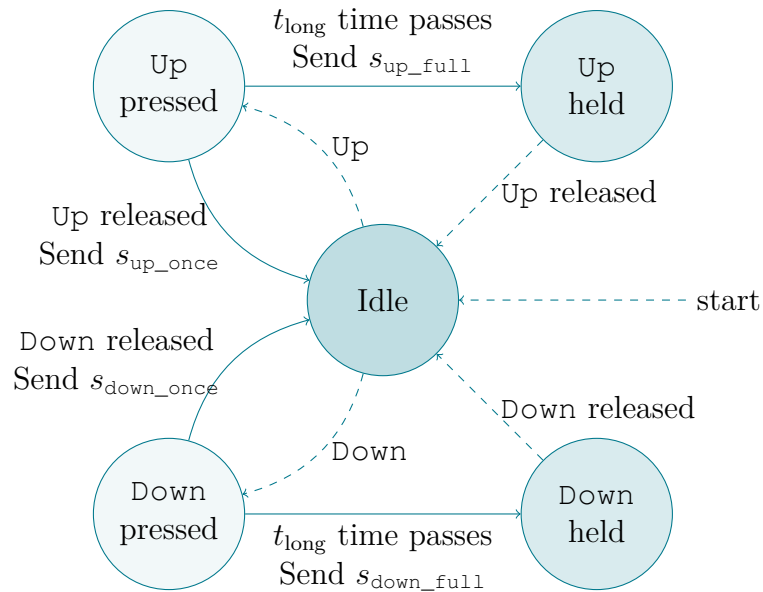 Up
pressed
t_long time passes
Send s_up_full
Up
held
Up
Up released
Up released
Send s_up_once
Idle
start
Down released
Send s_down_once
Down released
Down
Down
pressed
t_long time passes
Send s_down_full
Down
held